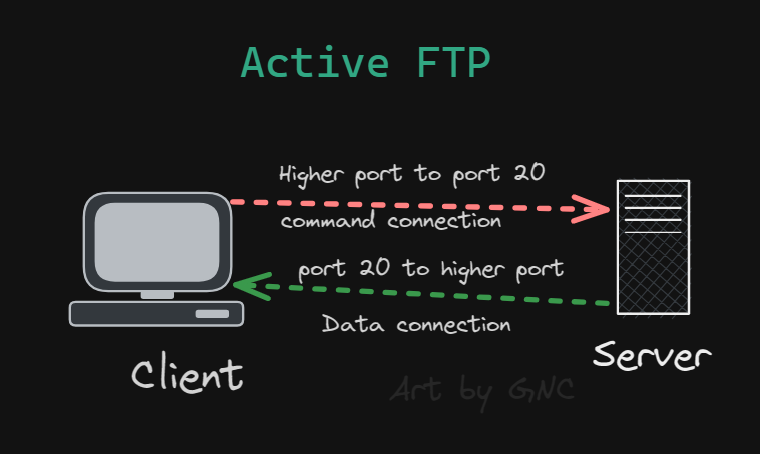 Active FTP
Higher port to port 20
command connection
port 20 to higher port
Data connection
Client
Server
Art by GNC